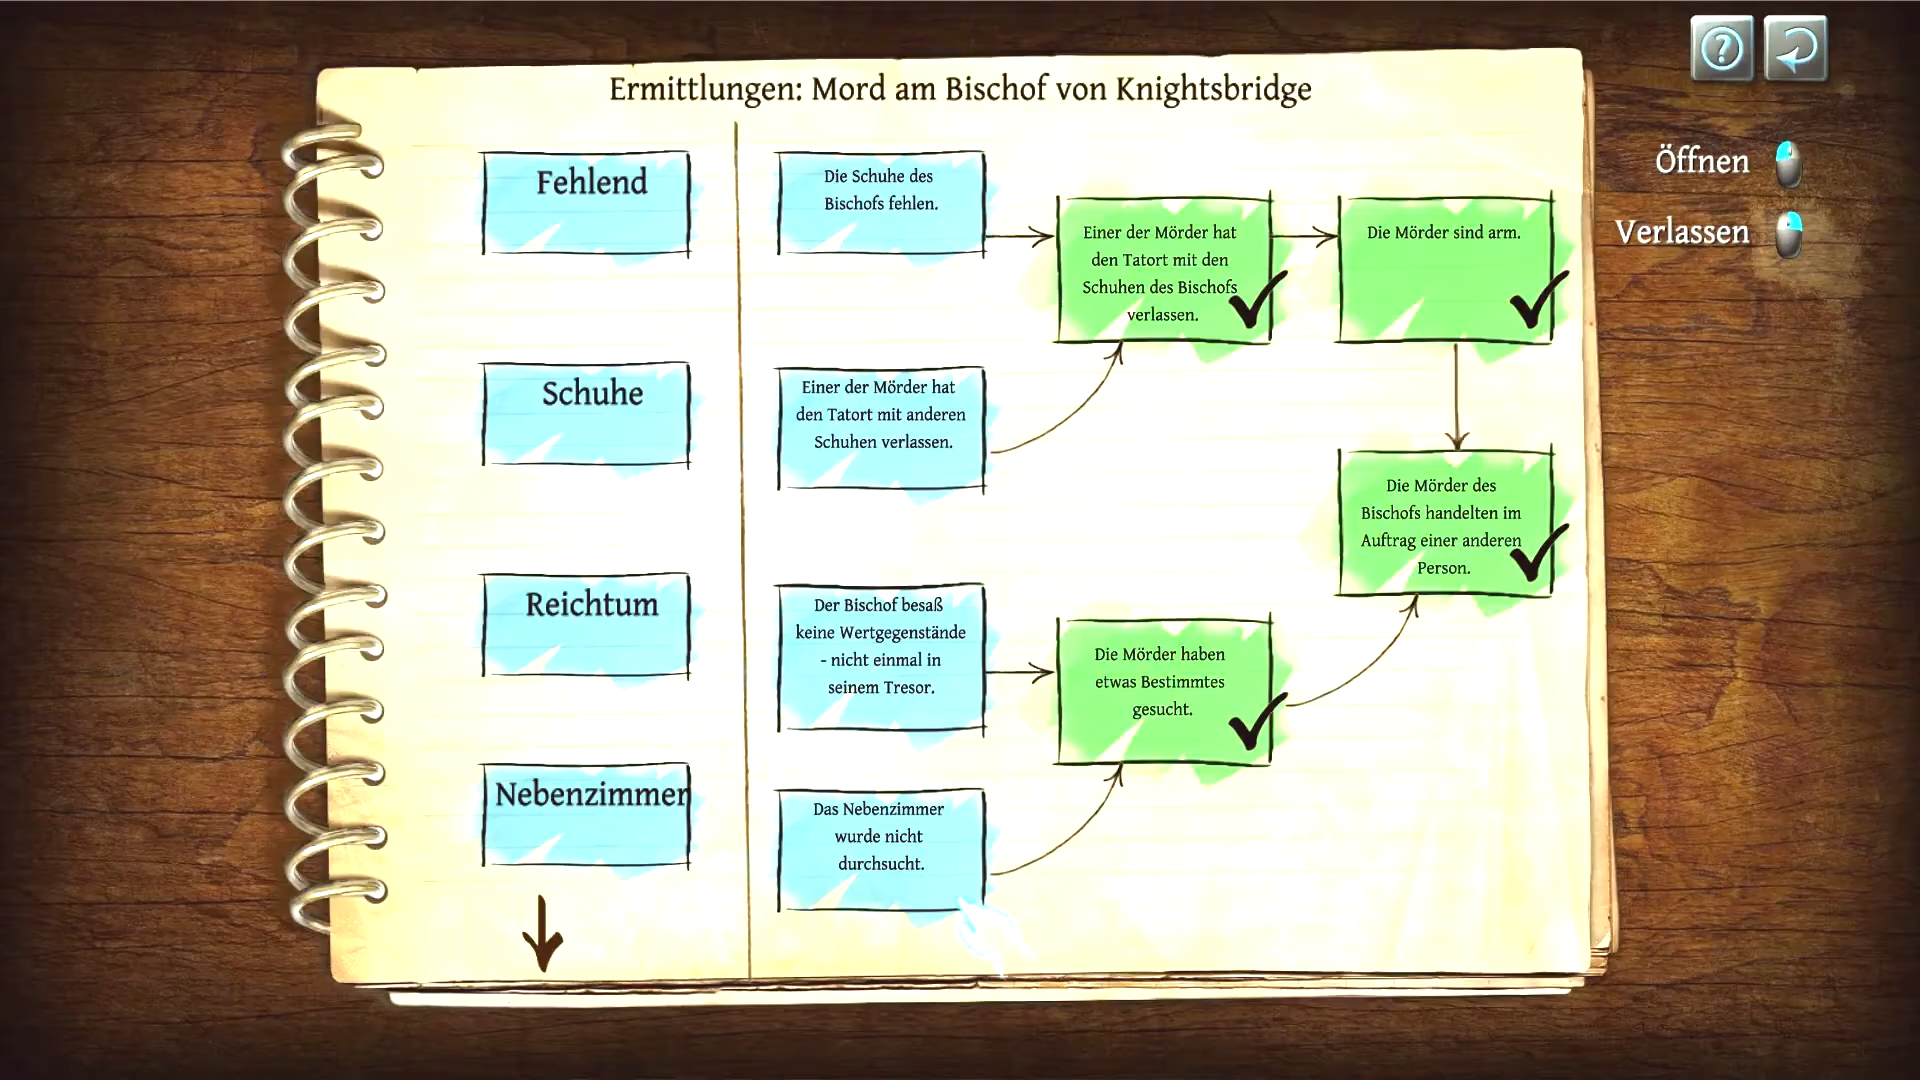 Ermittlungen: Mord am Bischof von Knightsbridge
Öffnen
Verlassen
Fehlend
Schuhe
Reichtum
Nebenzimmer
Die Schuhe des
Bischofs fehlen.
Einer der Mörder hat
den Tatort mit anderen
Schuhen verlassen.
Der Bischof besaß
keine Wertgegenstände
- nicht einmal in
seinem Tresor.
Das Nebenzimmer
wurde nicht
durchsucht.
Einer der Mörder hat
den Tatort mit den
Schuhen des Bischofs
verlassen.
Die Mörder haben
etwas Bestimmtes
gesucht.
Die Mörder sind arm.
Die Mörder des
Bischofs handelten im
Auftrag einer anderen
Person.